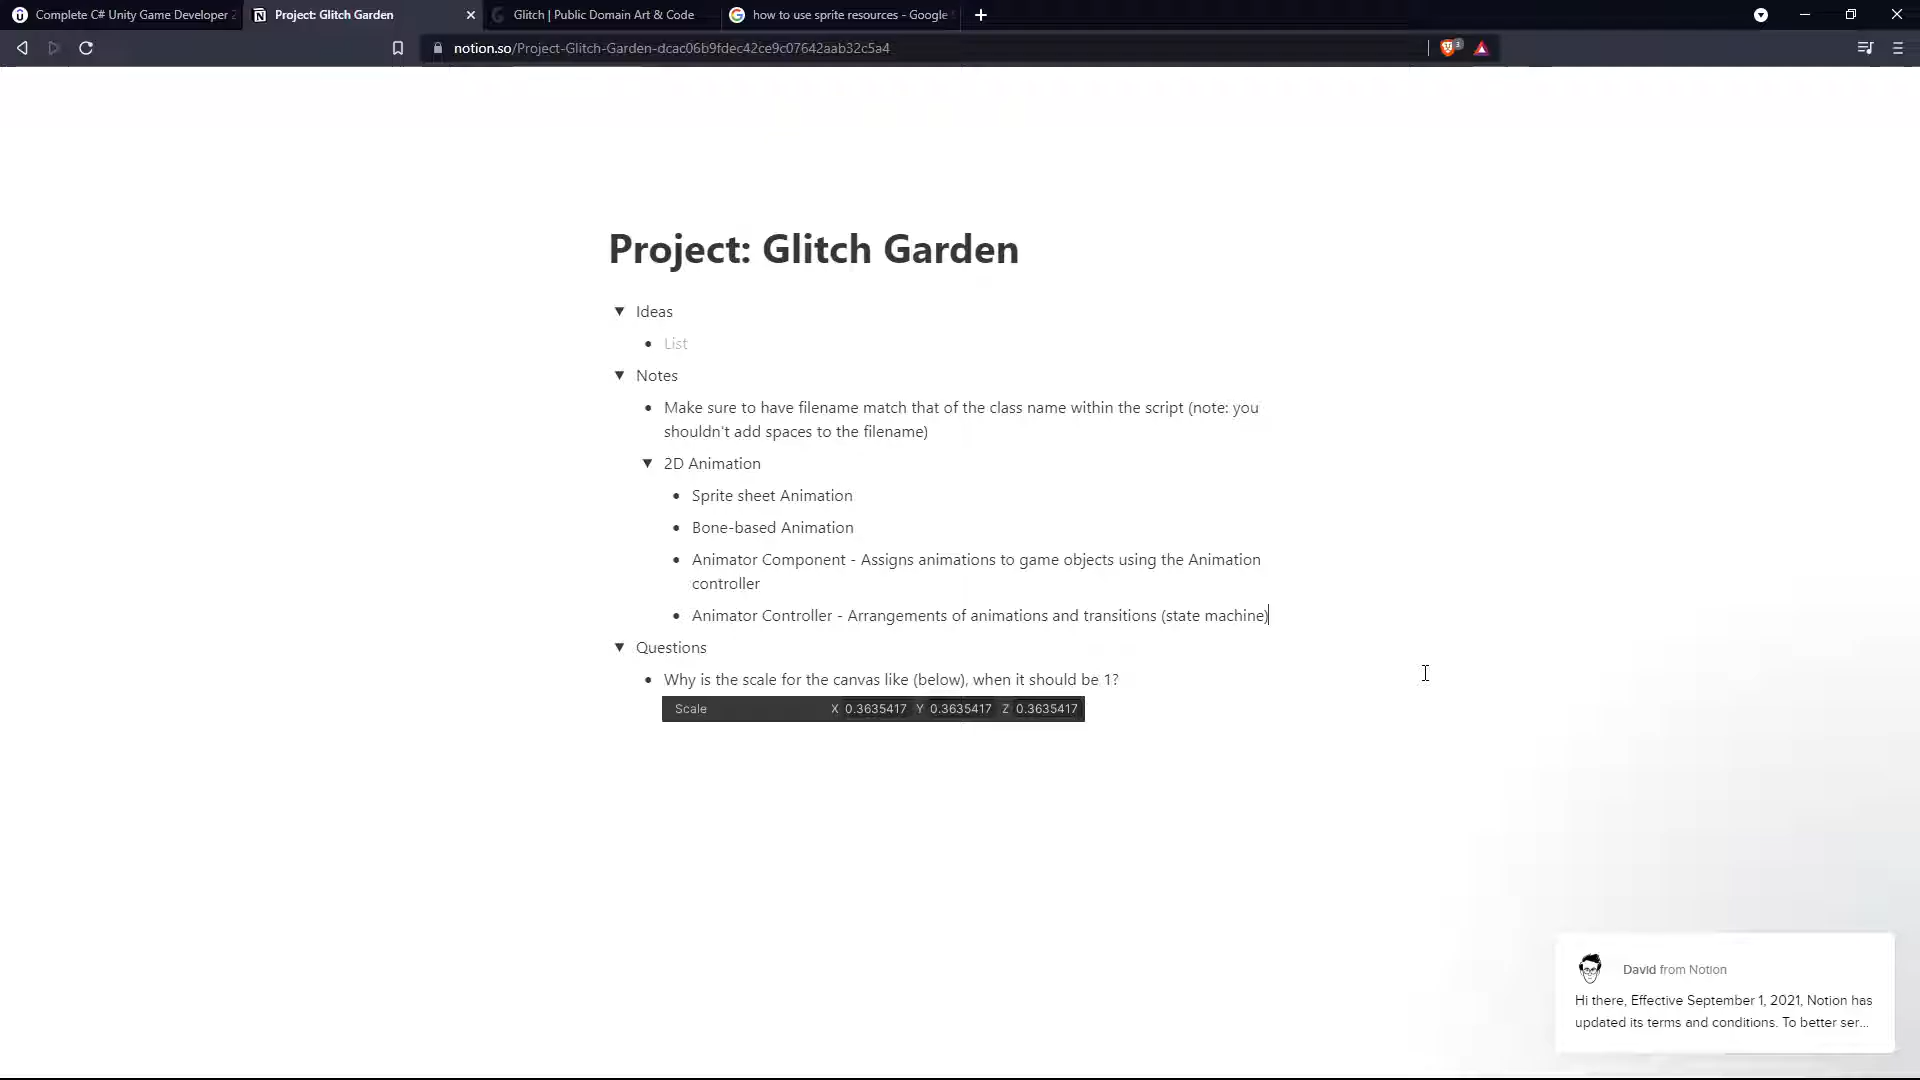 Complete C# Unity Game Developer 2
Project: Glitch Garden
Glitch | Public Domain Art & Code
how to use sprite resources - Google
notion.so/Project-Glitch-Garden-dcac06b9fdec42ce9c07642aab32c5a4
3
Project: Glitch Garden
Ideas
List
Notes
Make sure to have filename match that of the class name within the script (note: you
shouldn't add spaces to the filename)
2D Animation
Sprite sheet Animation
Bone-based Animation
Animator Component - Assigns animations to game objects using the Animation
controller
Animator Controller - Arrangements of animations and transitions (state machine)
Questions
Why is the scale for the canvas like (below), when it should be 1?
Scale X 0.3635417 Y 0.3635417 Z 0.3635417
David from Notion
Hi there, Effective September 1, 2021, Notion has
updated its terms and conditions. To better ser...